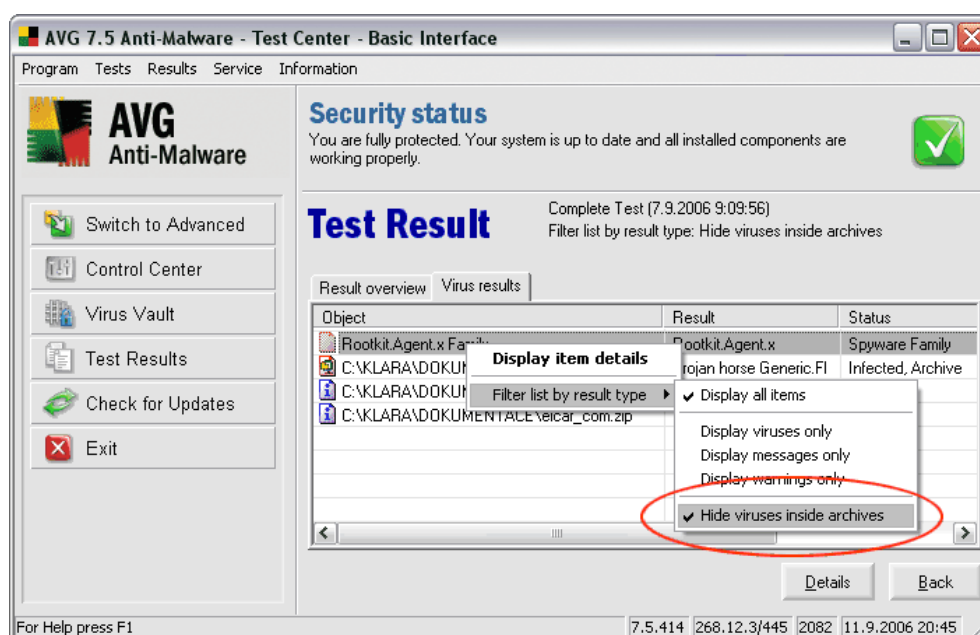 AVG 7.5 Anti-Malware - Test Center - Basic Interface
Program Tests Results Service Information
AVG
Anti-Malware
Security status
You are fully protected. Your system is up to date and all installed components are
working properly.
Switch to Advanced
Control Center
Virus Vault
Test Results
Check for Updates
Exit
Test Result
Complete Test (7.9.2006 9:09:56)
Filter list by result type: Hide viruses inside archives
Result overview Virus results
Object Result Status
Rootkit.Agent.x Rootkit.Agent.x Spyware Family
C:\KLARA\DOKU horse Generic.FI Infected, Archive
C:\KLARA\DOKU
C:\KLARA\DOKUMENTACE\eicar_com.zip
Display item details
Filter list by result type
Display all items
Display viruses only
Display messages only
Display warnings only
Hide viruses inside archives
Details Back
For Help press F1 7.5.414 268.12.3/445 2082 11.9.2006 20:45